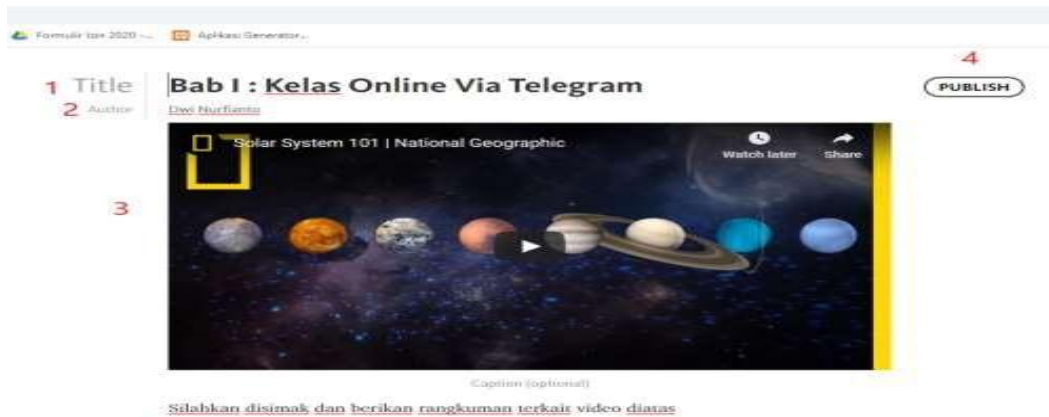 Formulir Izin 2020 -... Aplikasi Generator...
4
1 Title Bab I : Kelas Online Via Telegram PUBLISH
2 Author Dwi Nurfianto
Solar System 101 | National Geographic Watch later Share
3
Caption (optional)
Silahkan disimak dan berikan rangkuman terkait video diatas